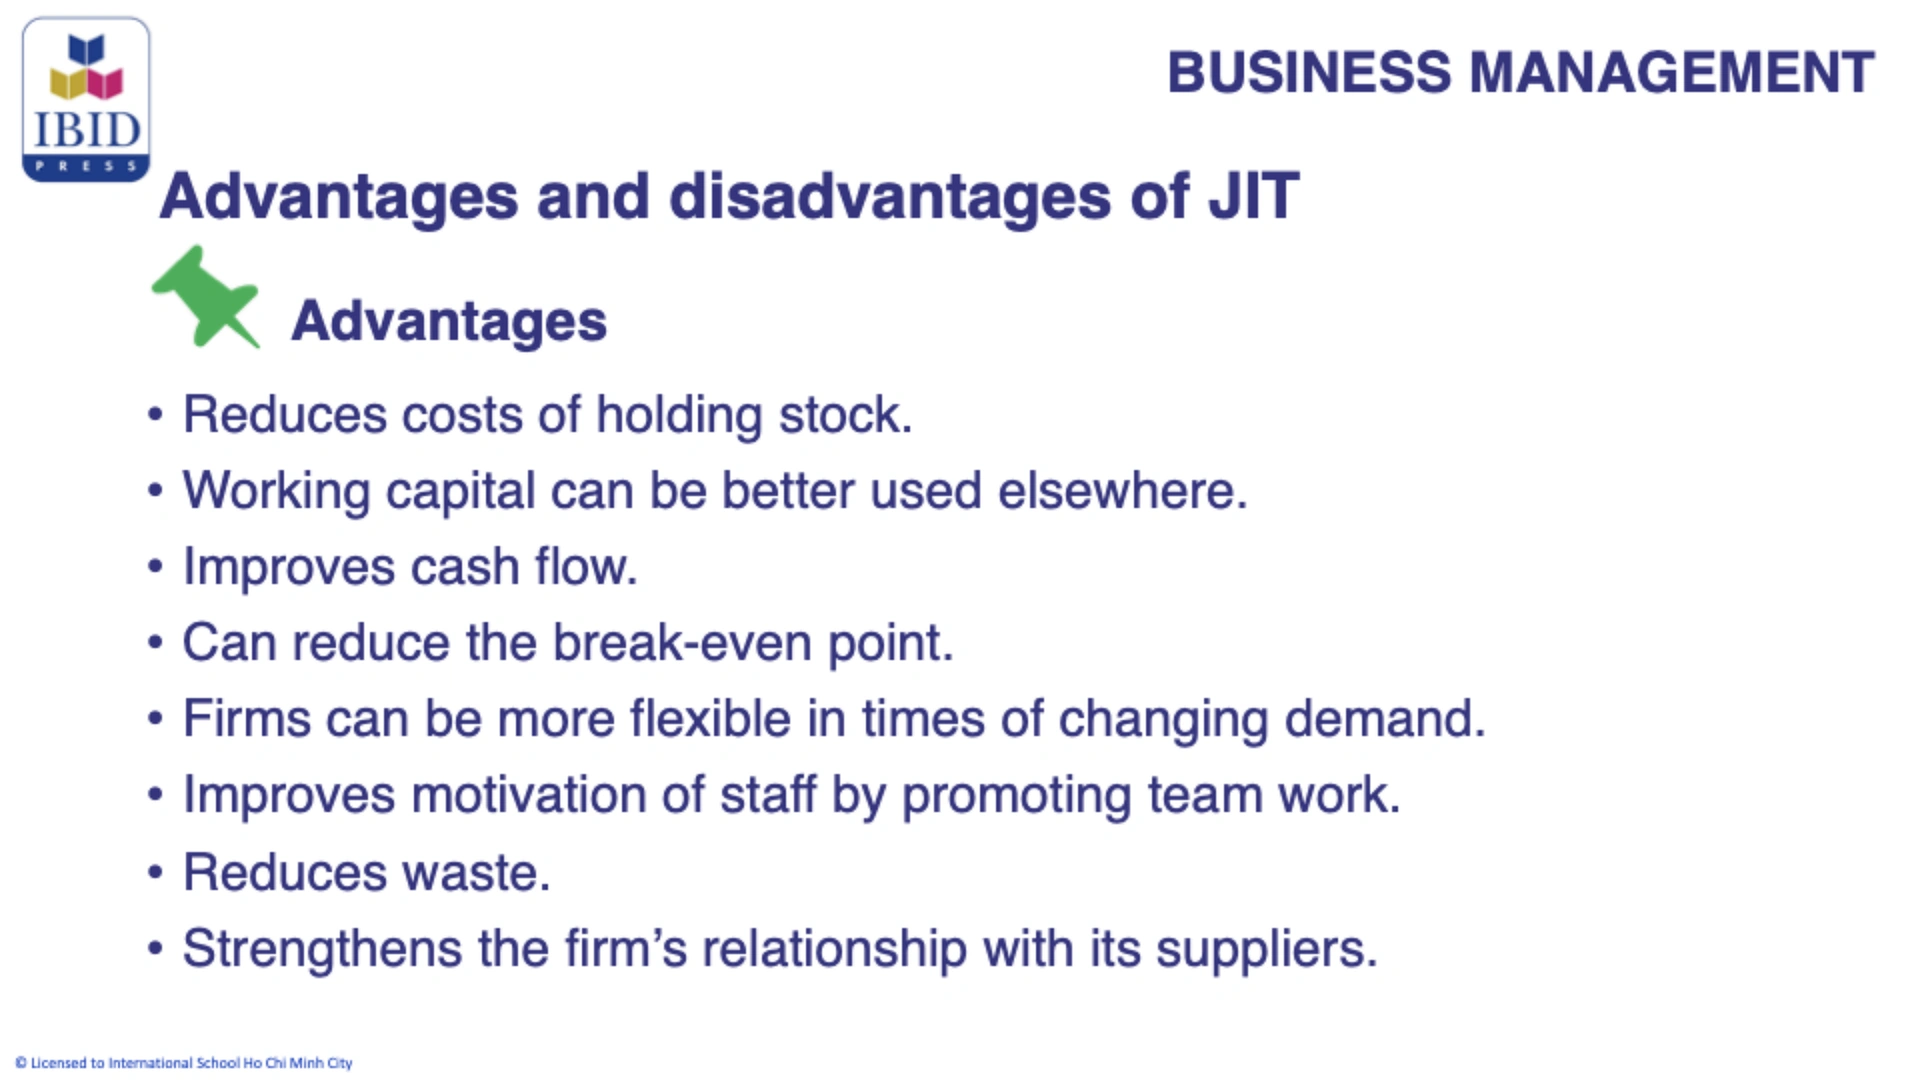 IBID
PRESS
BUSINESS MANAGEMENT
Advantages and disadvantages of JIT
Advantages
• Reduces costs of holding stock.
• Working capital can be better used elsewhere.
• Improves cash flow.
• Can reduce the break-even point.
• Firms can be more flexible in times of changing demand.
• Improves motivation of staff by promoting team work.
• Reduces waste.
• Strengthens the firm’s relationship with its suppliers.
© Licensed to International School Ho Chi Minh City